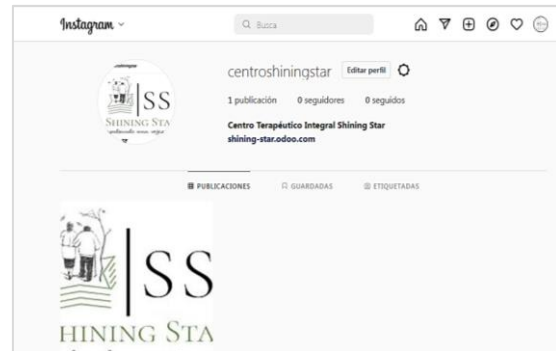 Instagram
Busca
centroshiningstar Editar perfil
1 publicación 0 seguidores 0 seguidos
Centro Terapéutico Integral Shining Star
shining-star.odoo.com
SS
SHINING STA
PUBLICACIONES GUARDADAS ETIQUETADAS
SS
HINING STA